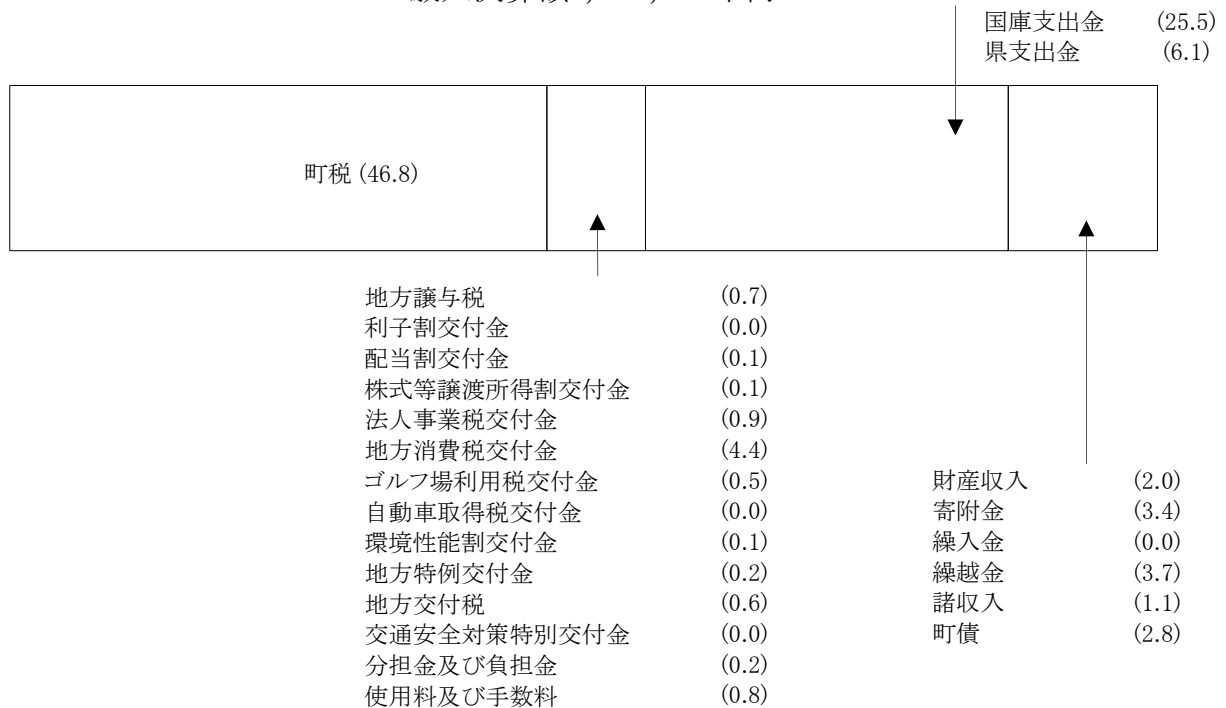 国庫支出金 (25.5)
県支出金 (6.1)
町税 (46.8)
地方譲与税 (0.7)
利子割交付金 (0.0)
配当割交付金 (0.1)
株式等譲渡所得割交付金 (0.1)
法人事業税交付金 (0.9)
地方消費税交付金 (4.4)
ゴルフ場利用税交付金 (0.5)
自動車取得税交付金 (0.0)
環境性能割交付金 (0.1)
地方特例交付金 (0.2)
地方交付税 (0.6)
交通安全対策特別交付金 (0.0)
分担金及び負担金 (0.2)
使用料及び手数料 (0.8)
財産収入 (2.0)
寄附金 (3.4)
繰入金 (0.0)
繰越金 (3.7)
諸収入 (1.1)
町債 (2.8)